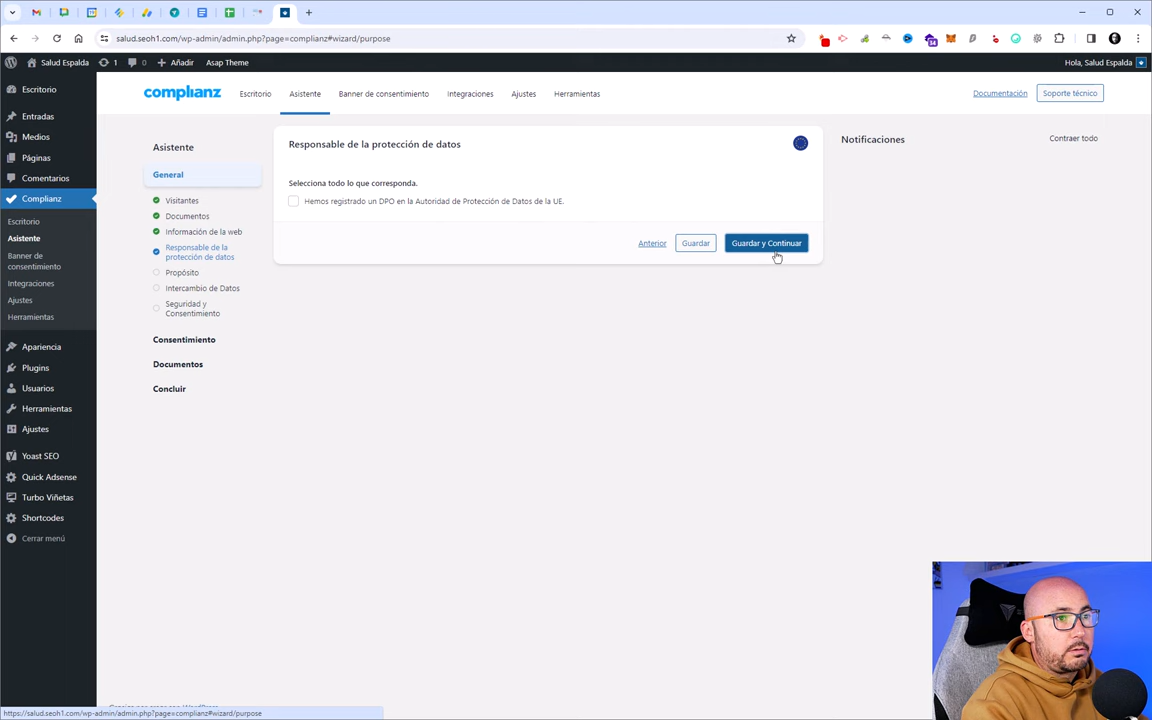 salud.seoh1.com/wp-admin/admin.php?page=complianz#wizard/purpose
Salud Espalda
1
0
Añadir
Asap Theme
Hola, Salud Espalda
Escritorio
Entradas
Medios
Páginas
Comentarios
Complianz
Escritorio
Asistente
Banner de
consentimiento
Integraciones
Ajustes
Herramientas
Apariencia
Plugins
Usuarios
Herramientas
Ajustes
Yoast SEO
Quick Adsense
Turbo Viñetas
Shortcodes
Cerrar menú
complianz
Escritorio
Asistente
Banner de consentimiento
Integraciones
Ajustes
Herramientas
Documentación
Soporte técnico
Asistente
General
Visitantes
Documentos
Información de la web
Responsable de la
protección de datos
Propósito
Intercambio de Datos
Seguridad y
Consentimiento
Consentimiento
Documentos
Concluir
Responsable de la protección de datos
Selecciona todo lo que corresponda.
Hemos registrado un DPO en la Autoridad de Protección de Datos de la UE.
Anterior
Guardar
Guardar y Continuar
Notificaciones
Contraer todo
https://salud.seoh1.com/wp-admin/admin.php?page=complianz#wizard/purpose